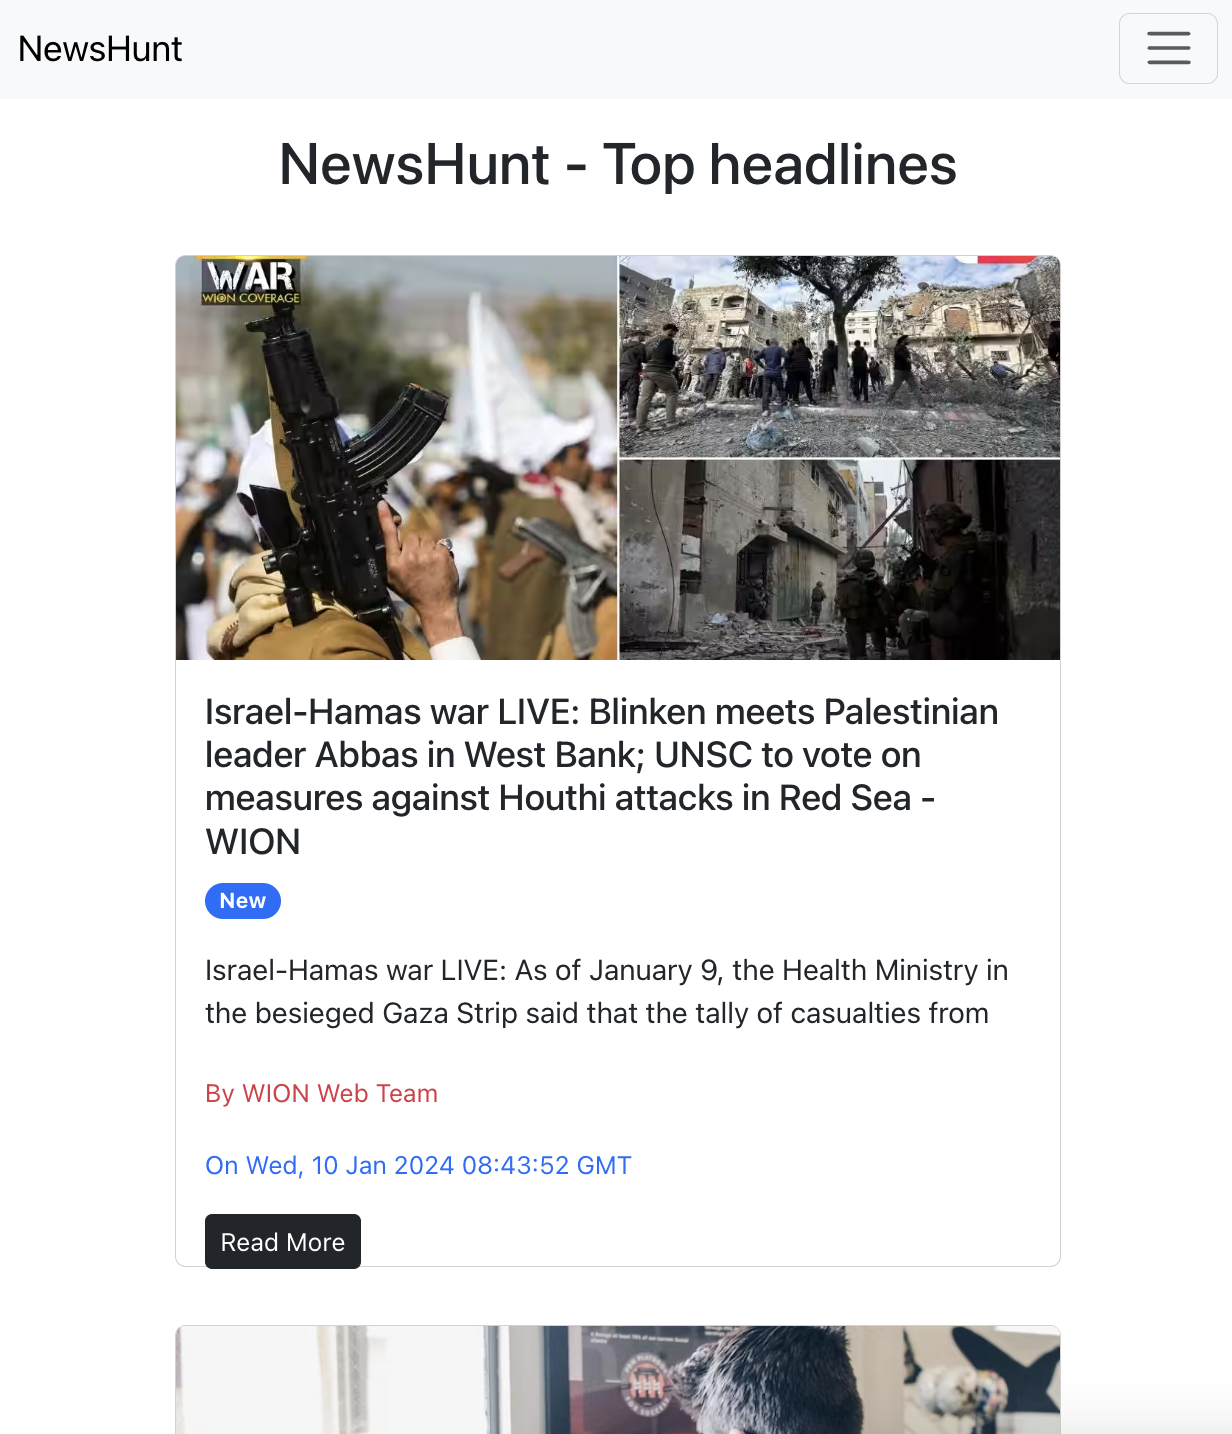 NewsHunt
NewsHunt - Top headlines
WAR
WION COVERAGE
Israel-Hamas war LIVE: Blinken meets Palestinian
leader Abbas in West Bank; UNSC to vote on
measures against Houthi attacks in Red Sea -
WION
New
Israel-Hamas war LIVE: As of January 9, the Health Ministry in
the besieged Gaza Strip said that the tally of casualties from
By WION Web Team
On Wed, 10 Jan 2024 08:43:52 GMT
Read More